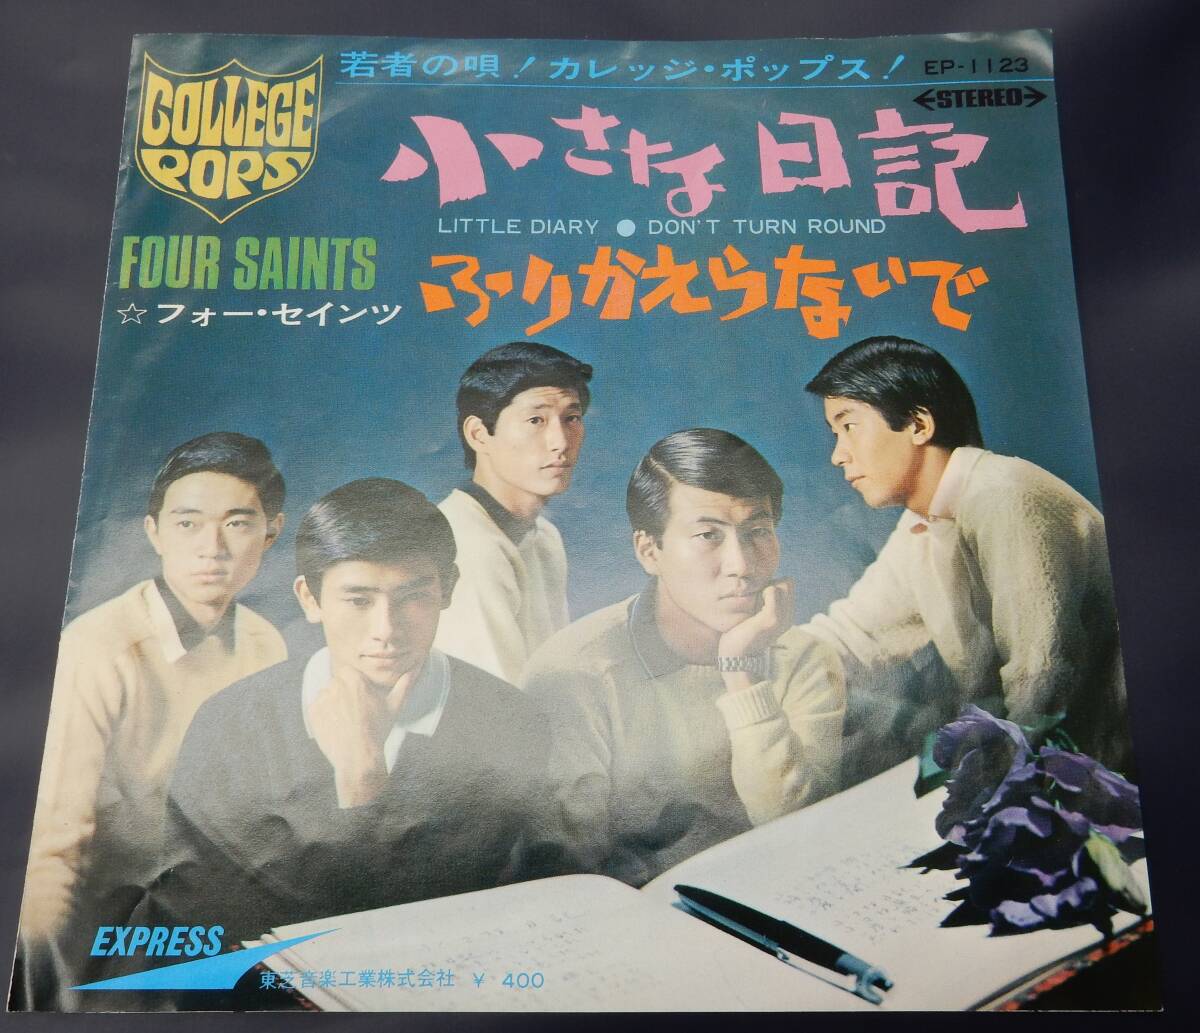 COLLEGE
POPS
若者の唄! カレッジ・ポップス!
EP-1123
←STEREO→
小さな日記
LITTLE DIARY ● DON'T TURN ROUND
ふりかえらないで
FOUR SAINTS
☆フォー・セインツ
EXPRESS
東芝音楽工業株式会社 ¥ 400